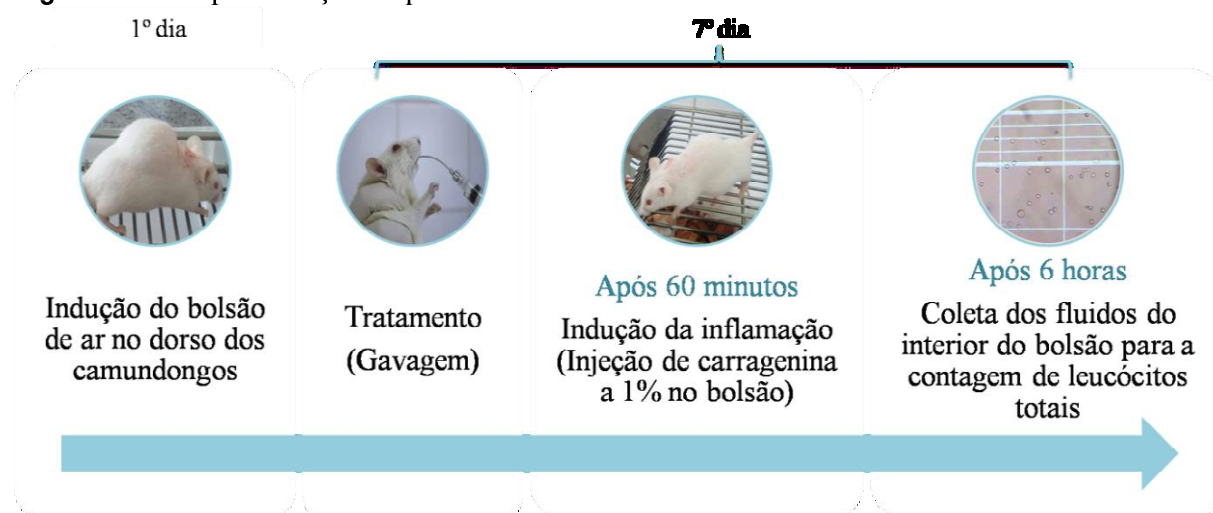 1º dia
7º dia
Indução do bolsão
de ar no dorso dos
camundongos
Tratamento
(Gavagem)
Após 60 minutos
Indução da inflamação
(Injeção de carragenina
a 1% no bolsão)
Após 6 horas
Coleta dos fluidos do
interior do bolsão para a
contagem de leucócitos
totais